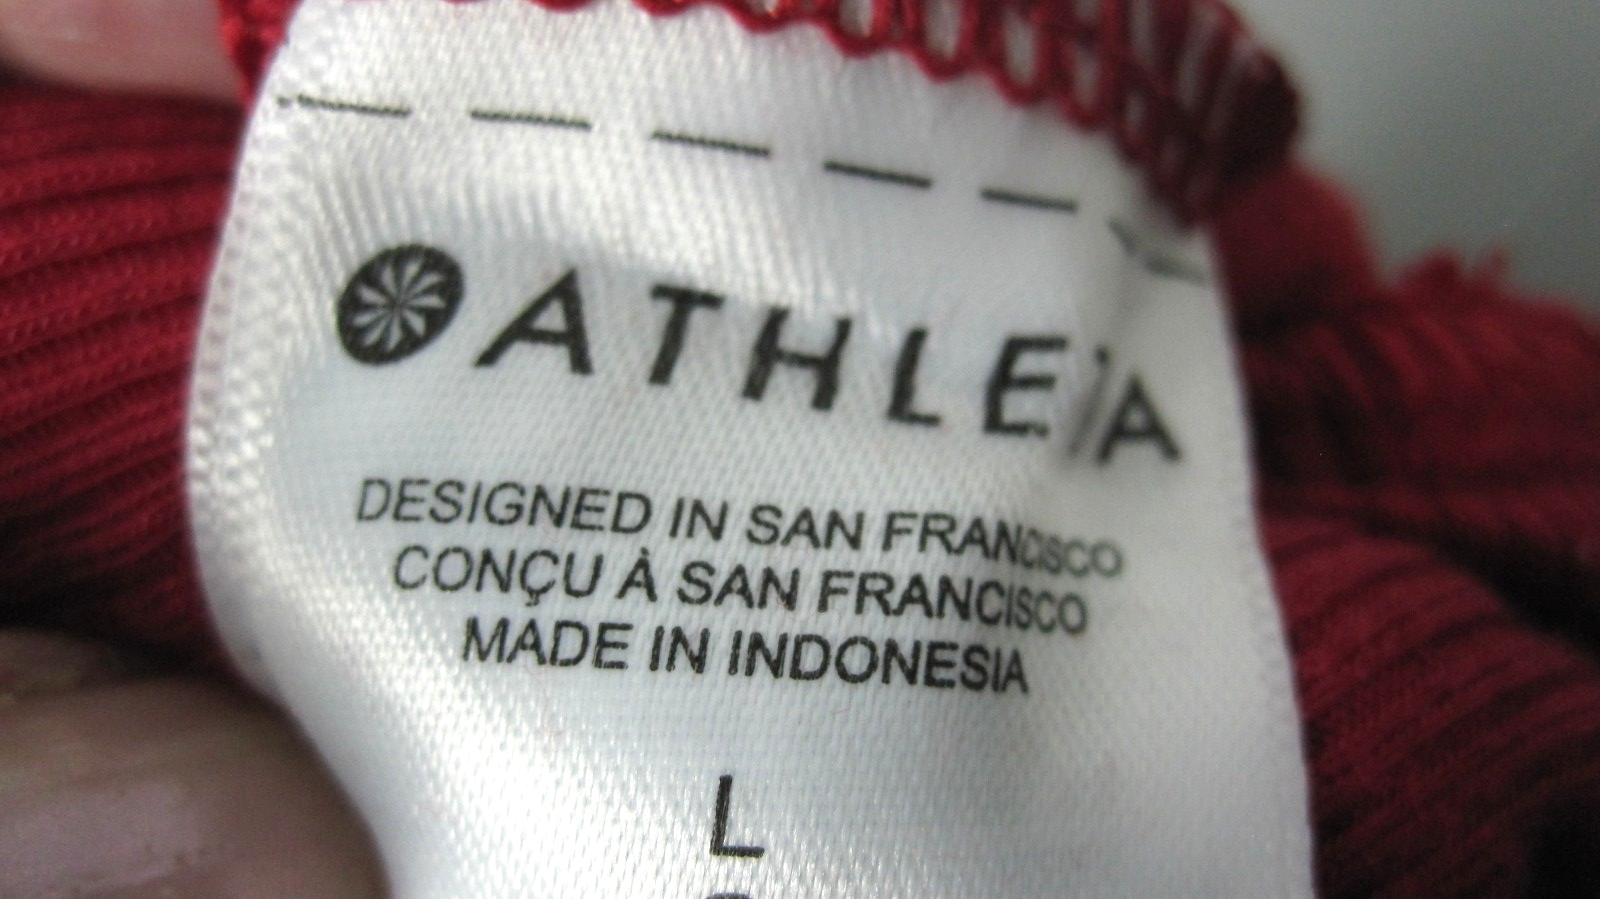 ATHLETA
DESIGNED IN SAN FRANCISCO
CONÇU À SAN FRANCISCO
MADE IN INDONESIA
L